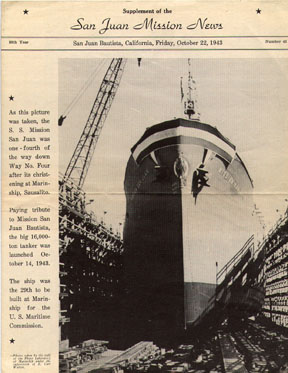 Supplement of the
San Juan Mission News
56th Year
San Juan Bautista, California, Friday, October 22, 1943
Number
As this picture
was taken, the
S. S. Mission
San Juan was
one - fourth of
the way down
Way No. Four
after its christ-
ening at Marin-
ship, Sausalito.
Paying tribute
to Mission San
Juan Bautista,
the big 16,000-
ton tanker was
launched Oc-
tober 14, 1943.
The ship was
the 29th to be
built at Marin-
ship for the
U. S. Maritime
Commission.